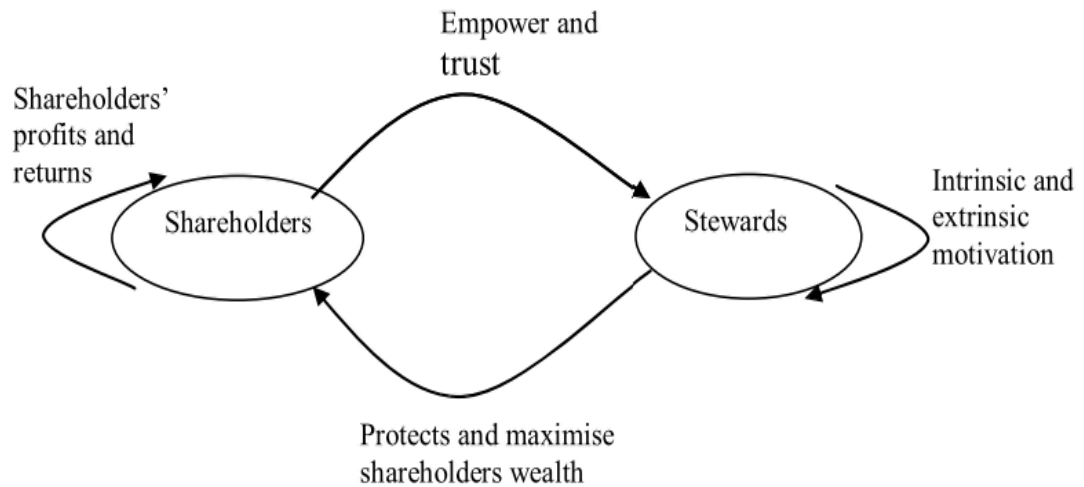 Empower and
trust
Shareholders’
profits and
returns
Shareholders
Stewards
Intrinsic and
extrinsic
motivation
Protects and maximise
shareholders wealth